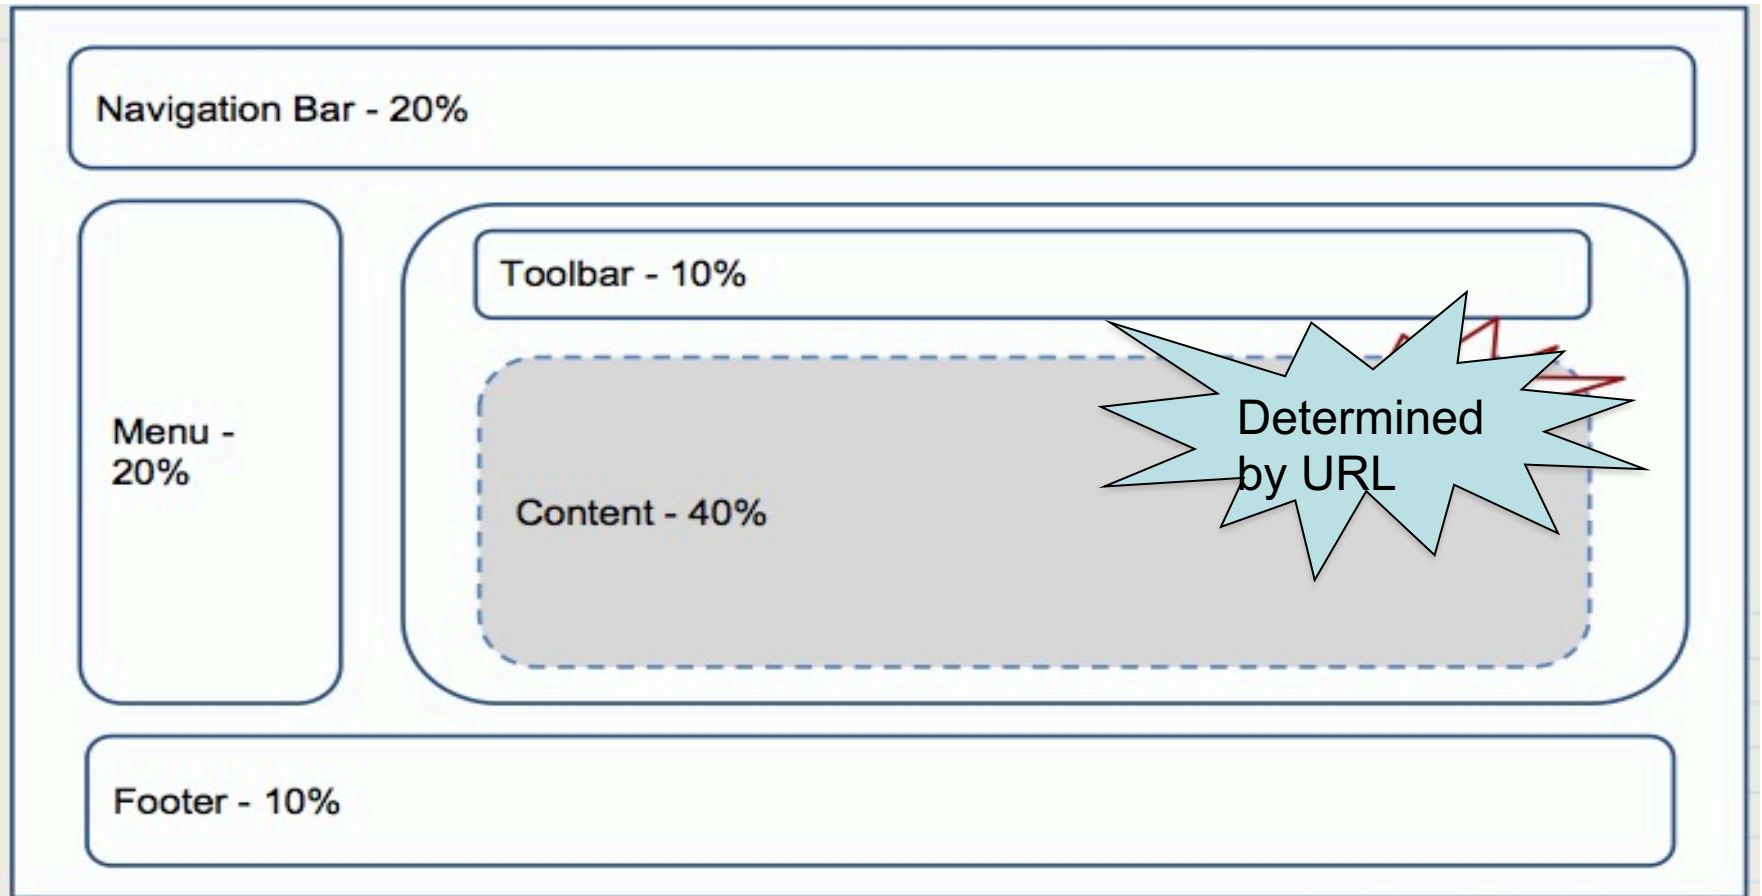 Navigation Bar - 20%
Toolbar - 10%
Determined
by URL
Menu -
20%
Content - 40%
Footer - 10%